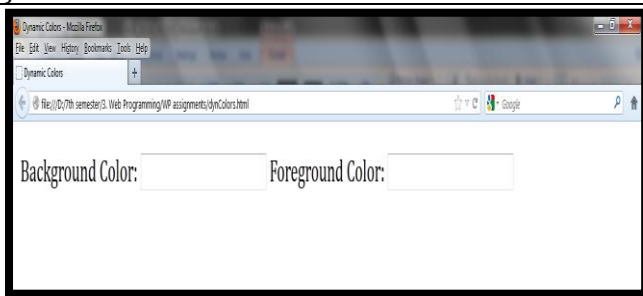 Dynamic Colors - Mozilla Firefox
File Edit View History Bookmarks Tools Help
Dynamic Colors +
file:///D:/7th semester/3. Web Programming/WP assignments/dynColors.html Google
Background Color: Foreground Color: